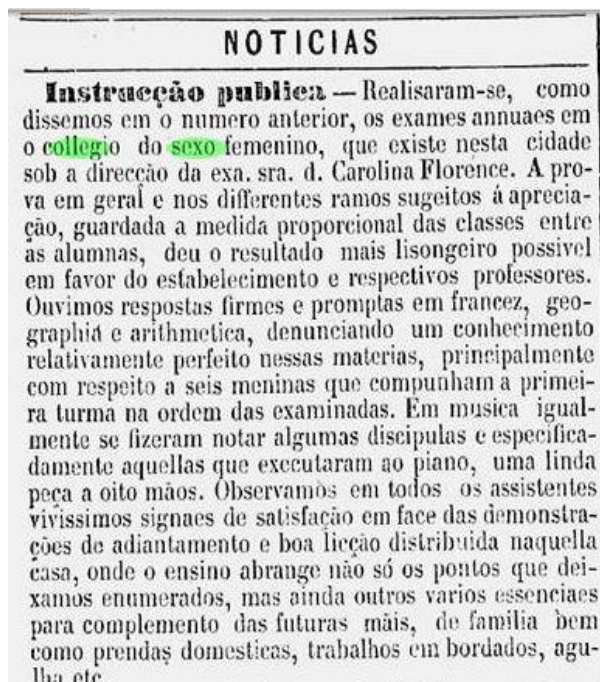 NOTICIAS
Instrucção publica — Realisaram-se, como
dissemos em o numero anterior, os exames annuaes em
o collegio do sexo femenino, que existe nesta cidade
sob a direcção da exa. sra. d. Carolina Florence. A pro-
va em geral e nos differentes ramos sugeitos á aprecia-
ção, guardada a medida proporcional das classes entre
as alumnas, deu o resultado mais lisongeiro possivel
em favor do estabelecimento e respectivos professores.
Ouvimos respostas firmes e promptas em francez, geo-
graphia e arithmetica, denunciando um conhecimento
relativamente perfeito nessas materias, principalmente
com respeito a seis meninas que compunham a primei-
ra turma na ordem das examinadas. Em musica igual-
mente se fizeram notar algumas discipulas e especifica-
damente aquellas que executaram ao piano, uma linda
peça a oito mãos. Observamos em todos os assistentes
vivissimos signaes de satisfação em face das demonstra-
ções de adiantamento e boa licção distribuida naquella
casa, onde o ensino abrange não só os pontos que dei-
xamos enumerados, mas ainda outros varios essenciaes
para complemento das futuras mãis, de familia bem
como prendas domesticas, trabalhos em bordados, agu-
lha etc.